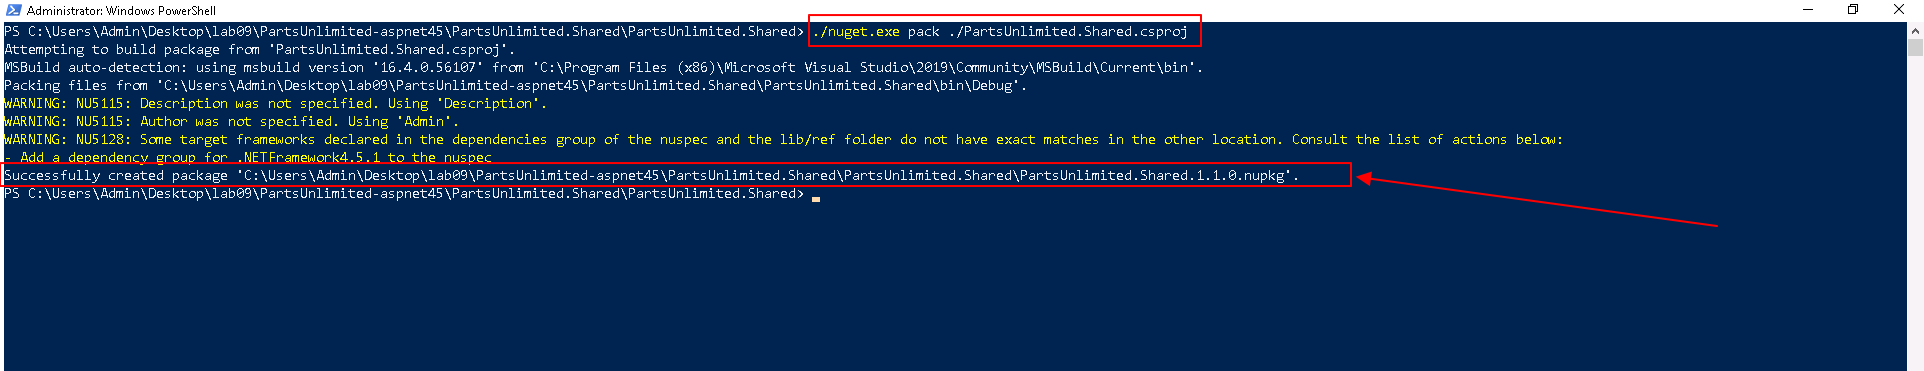 Administrator: Windows PowerShell
PS C:\Users\Admin\Desktop\lab09\PartsUnlimited-aspnet45\PartsUnlimited.Shared\PartsUnlimited.Shared> ./nuget.exe pack ./PartsUnlimited.Shared.csproj
Attempting to build package from 'PartsUnlimited.Shared.csproj'.
MSBuild auto-detection: using msbuild version '16.4.0.56107' from 'C:\Program Files (x86)\Microsoft Visual Studio\2019\Community\MSBuild\Current\bin'.
Packing files from 'C:\Users\Admin\Desktop\lab09\PartsUnlimited-aspnet45\PartsUnlimited.Shared\PartsUnlimited.Shared\bin\Debug'.
WARNING: NU5115: Description was not specified. Using 'Description'.
WARNING: NU5115: Author was not specified. Using 'Admin'.
WARNING: NU5128: Some target frameworks declared in the dependencies group of the nuspec and the lib/ref folder do not have exact matches in the other location. Consult the list of actions below:
- Add a dependency group for .NETFramework4.5.1 to the nuspec
Successfully created package 'C:\Users\Admin\Desktop\lab09\PartsUnlimited-aspnet45\PartsUnlimited.Shared\PartsUnlimited.Shared\PartsUnlimited.Shared.1.1.0.nupkg'.
PS C:\Users\Admin\Desktop\lab09\PartsUnlimited-aspnet45\PartsUnlimited.Shared\PartsUnlimited.Shared>